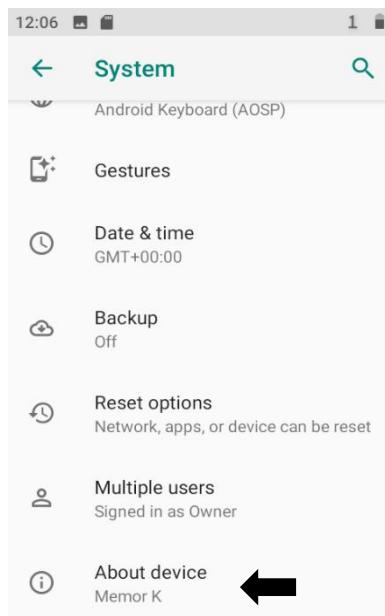 12:06
1
System
Android Keyboard (AOSP)
Gestures
Date & time
GMT+00:00
Backup
Off
Reset options
Network, apps, or device can be reset
Multiple users
Signed in as Owner
About device
Memor K